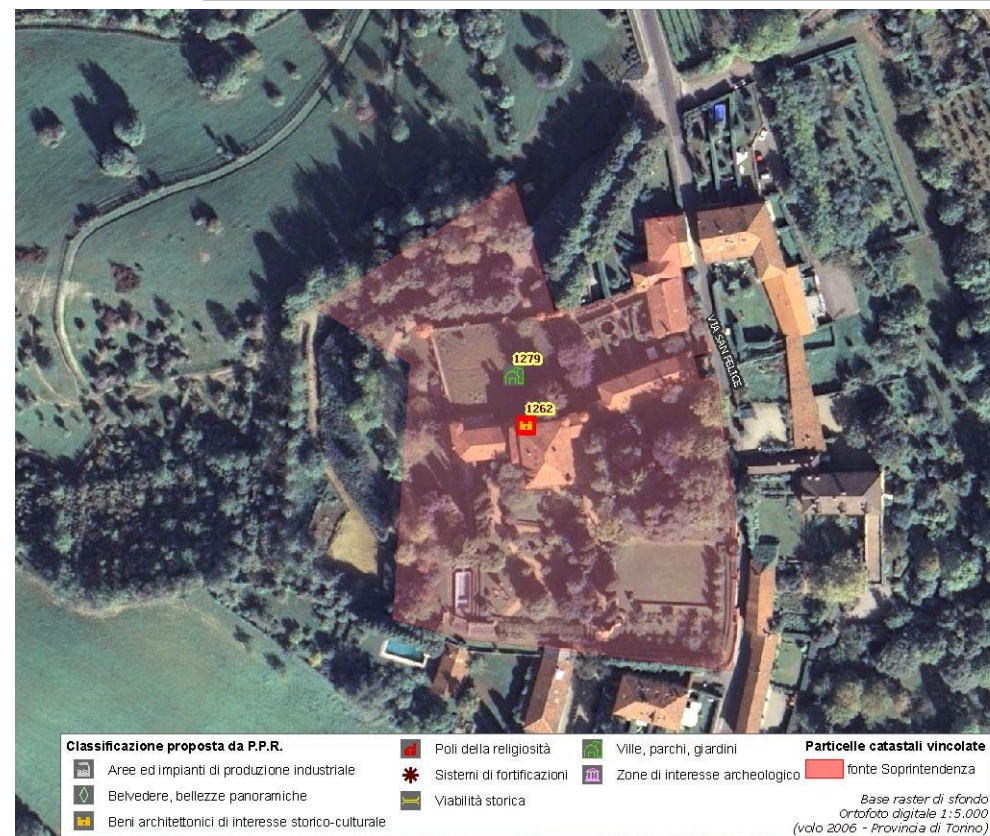 1279
1262
VIA SAN FELICE
Classificazione proposta da P.P.R.
Aree ed impianti di produzione industriale
Belvedere, bellezze panoramiche
Beni architettonici di interesse storico-culturale
Poli della religiosità
Sistemi di fortificazioni
Viabilità storica
Ville, parchi, giardini
Zone di interesse archeologico
Particelle catastali vincolate
fonte Soprintendenza
Base raster di sfondo
Ortofoto digitale 1:5.000
(volo 2006 - Provincia di Torino)